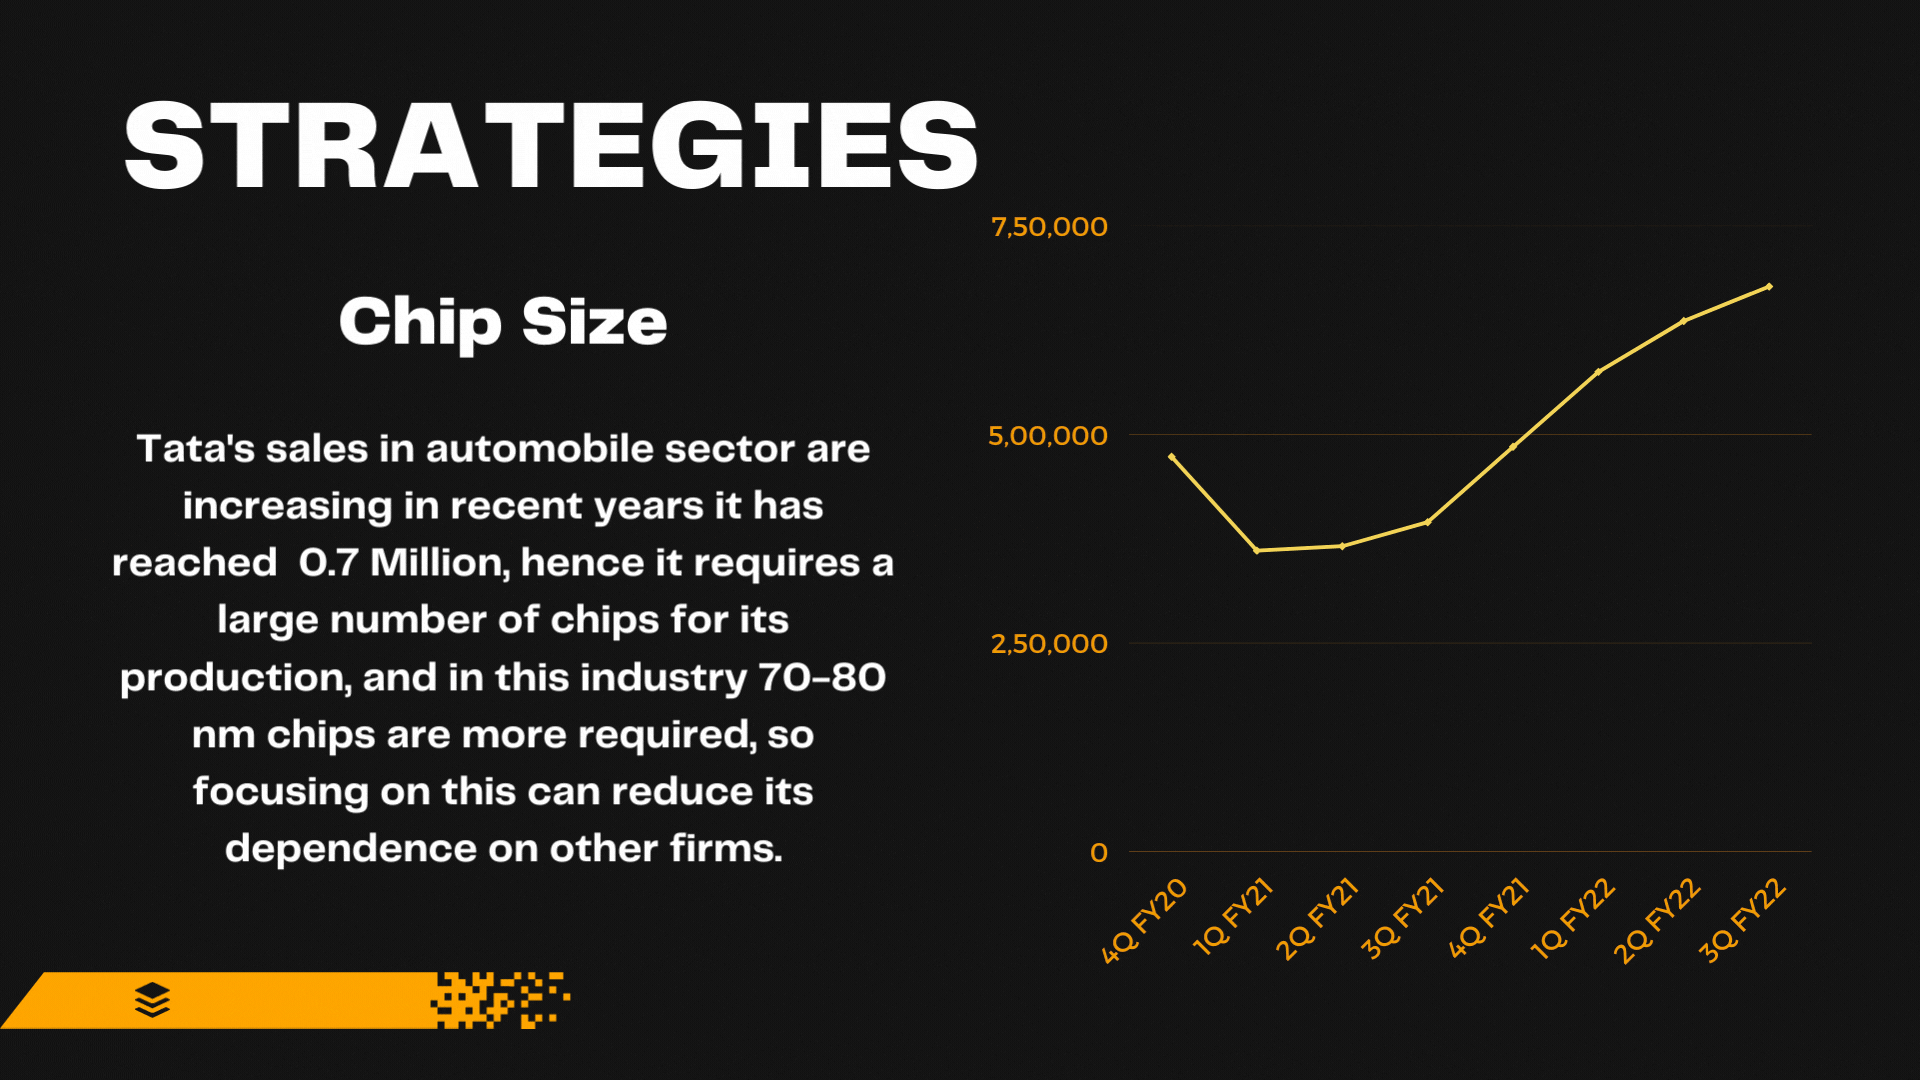 STRATEGIES
Chip Size
Tata's sales in automobile sector are
increasing in recent years it has
reached  0.7 Million, hence it requires a
large number of chips for its
production, and in this industry 70-80
nm chips are more required, so
focusing on this can reduce its
dependence on other firms.
7,50,000
5,00,000
2,50,000
0
4Q FY20
1Q FY21
2Q FY21
3Q FY21
4Q FY21
1Q FY22
2Q FY22
3Q FY22